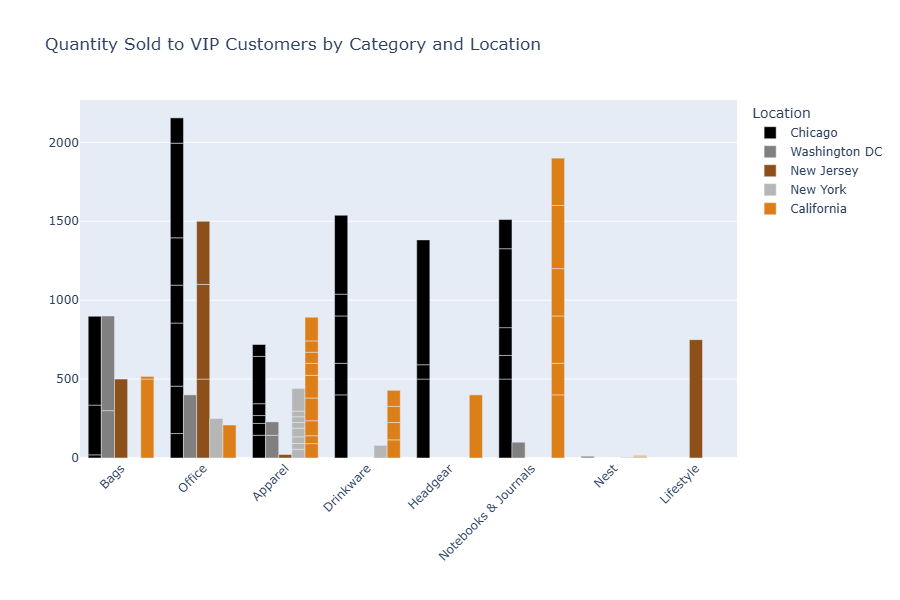 Quantity Sold to VIP Customers by Category and Location
Location
Chicago
Washington DC
New Jersey
New York
California
2000
1500
1000
500
0
Bags
Office
Apparel
Drinkware
Headgear
Notebooks & Journals
Nest
Lifestyle